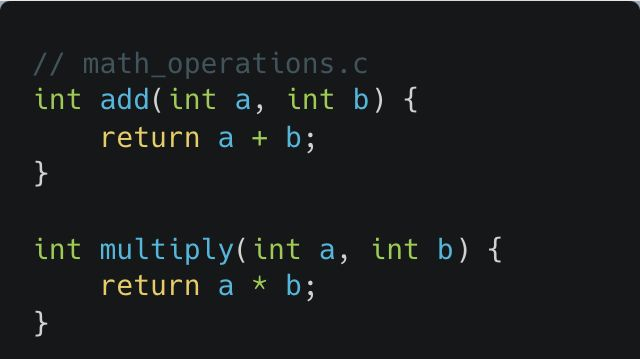 // math_operations.c
int add(int a, int b) {
    return a + b;
}

int multiply(int a, int b) {
    return a * b;
}